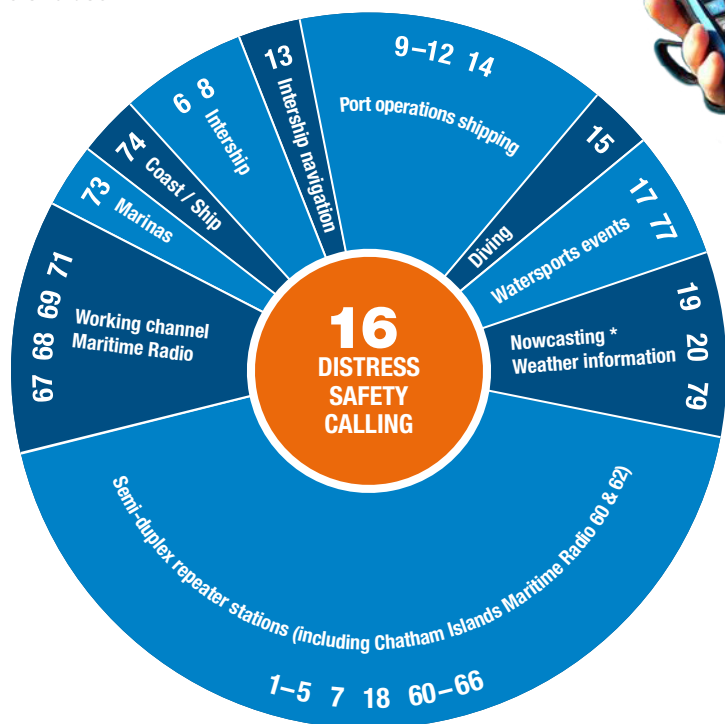 16
DISTRESS
SAFETY
CALLING
9–12 14
Port operations shipping
15
Diving
17 77
Watersports events
19 20 79
Nowcasting *
Weather information
Semi-duplex repeater stations (including Chatham Islands Maritime Radio 60 & 62)
1–5 7 18 60–66
67 68 69 71
Working channel
Maritime Radio
73 Marinas
74 Coast / Ship
6 8
Intership
13 Intership navigation